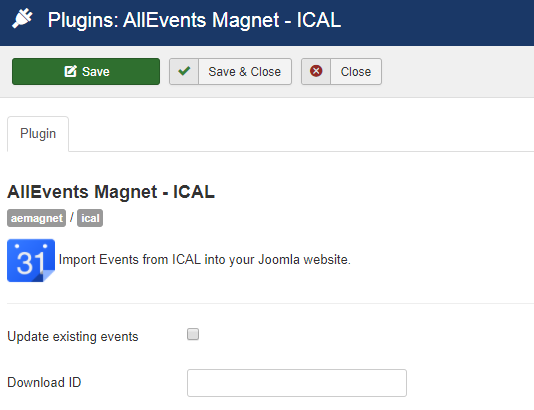 Plugins: AllEvents Magnet - ICAL
Save
Save & Close
Close
Plugin
AllEvents Magnet - ICAL
aemagnet / ical
31 Import Events from ICAL into your Joomla website.
Update existing events
Download ID